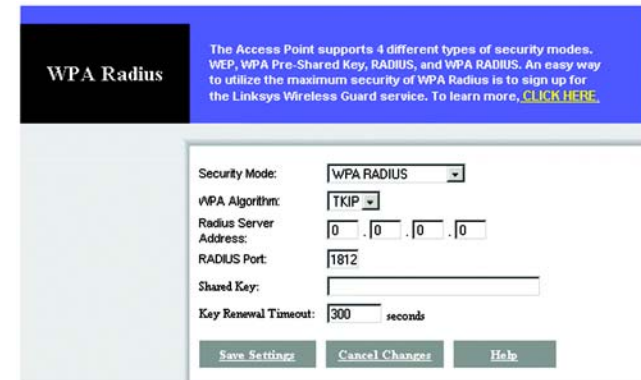 WPA Radius
The Access Point supports 4 different types of security modes.
WEP, WPA Pre-Shared Key, RADIUS, and WPA RADIUS. An easy way
to utilize the maximum security of WPA Radius is to sign up for
the Linksys Wireless Guard service. To learn more, CLICK HERE.
Security Mode: WPA RADIUS
WPA Algorithm: TKIP
Radius Server
Address: 0 . 0 . 0 . 0
RADIUS Port: 1812
Shared Key:
Key Renewal Timeout: 300 seconds
Save Settings Cancel Changes Help